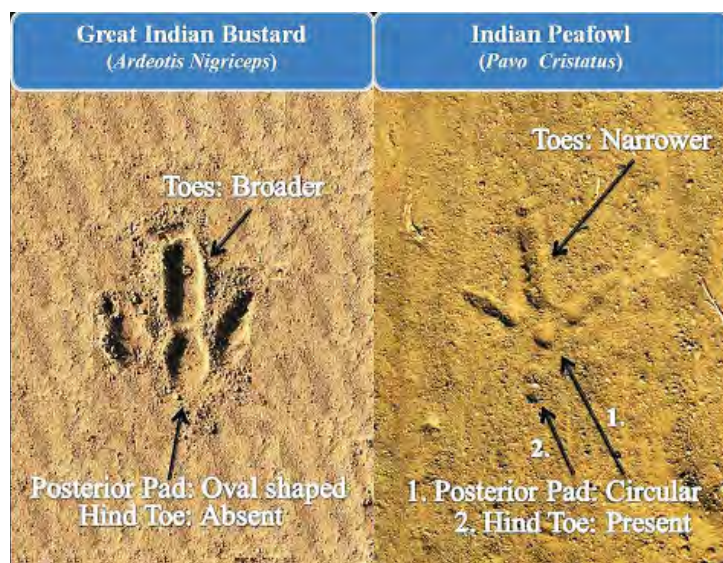 Great Indian Bustard
(Ardeotis Nigriceps)
Toes: Broader
Posterior Pad: Oval shaped
Hind Toe: Absent
Indian Peafowl
(Pavo Cristatus)
Toes: Narrower
1.
2.
1. Posterior Pad: Circular
2. Hind Toe: Present